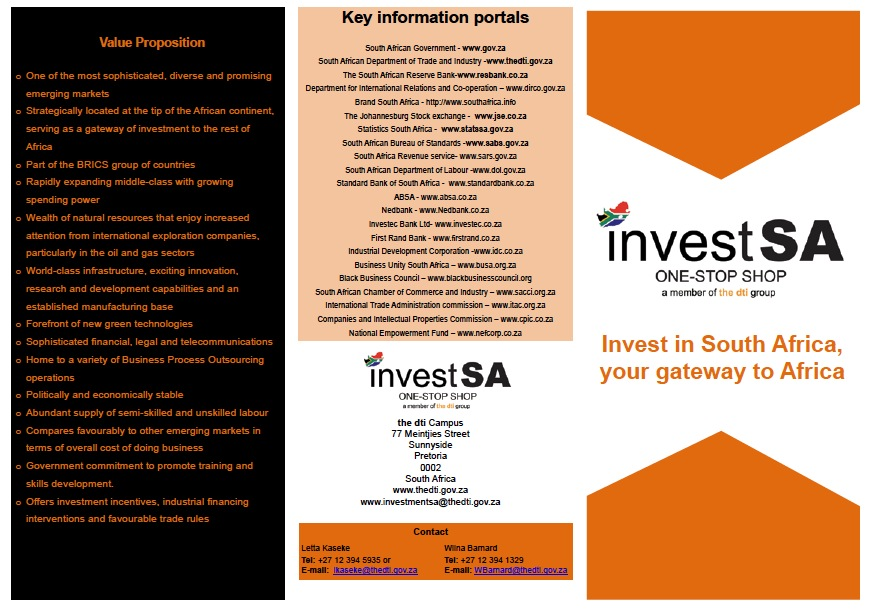 Value Proposition
o One of the most sophisticated, diverse and promising
emerging markets
o Strategically located at the tip of the African continent,
serving as a gateway of investment to the rest of
Africa
o Part of the BRICS group of countries
o Rapidly expanding middle-class with growing
spending power
o Wealth of natural resources that enjoy increased
attention from international exploration companies,
particularly in the oil and gas sectors
o World-class infrastructure, exciting innovation,
research and development capabilities and an
established manufacturing base
o Forefront of new green technologies
o Sophisticated financial, legal and telecommunications
o Home to a variety of Business Process Outsourcing
operations
o Politically and economically stable
o Abundant supply of semi-skilled and unskilled labour
o Compares favourably to other emerging markets in
terms of overall cost of doing business
o Government commitment to promote training and
skills development.
o Offers investment incentives, industrial financing
interventions and favourable trade rules
Key information portals
South African Government - www.gov.za
South African Department of Trade and Industry -www.thedti.gov.za
The South African Reserve Bank-www.resbank.co.za
Department for International Relations and Co-operation – www.dirco.gov.za
Brand South Africa - http://www.southafrica.info
The Johannesburg Stock exchange - www.jse.co.za
Statistics South Africa - www.statssa.gov.za
South African Bureau of Standards -www.sabs.gov.za
South Africa Revenue service- www.sars.gov.za
South African Department of Labour -www.dol.gov.za
Standard Bank of South Africa - www.standardbank.co.za
ABSA - www.absa.co.za
Nedbank - www.Nedbank.co.za
Investec Bank Ltd- www.investec.co.za
First Rand Bank - www.firstrand.co.za
Industrial Development Corporation -www.idc.co.za
Business Unity South Africa – www.busa.org.za
Black Business Council – www.blackbusinesscouncil.org
South African Chamber of Commerce and Industry – www.sacci.org.za
International Trade Administration commission – www.itac.org.za
Companies and Intellectual Properties Commission – www.cpic.co.za
National Empowerment Fund – www.nefcorp.co.za
invest SA
ONE-STOP SHOP
a member of the dti group
the dti Campus
77 Meintjies Street
Sunnyside
Pretoria
0002
South Africa
www.thedti.gov.za
www.investmentsa@thedti.gov.za
Contact
Letta Kaseke
Tel: +27 12 394 5935 or
E-mail: lkaseke@thedti.gov.za
Wilna Barnard
Tel: +27 12 394 1329
E-mail: WBarnard@thedti.gov.za
invest SA
ONE-STOP SHOP
a member of the dti group
Invest in South Africa,
your gateway to Africa